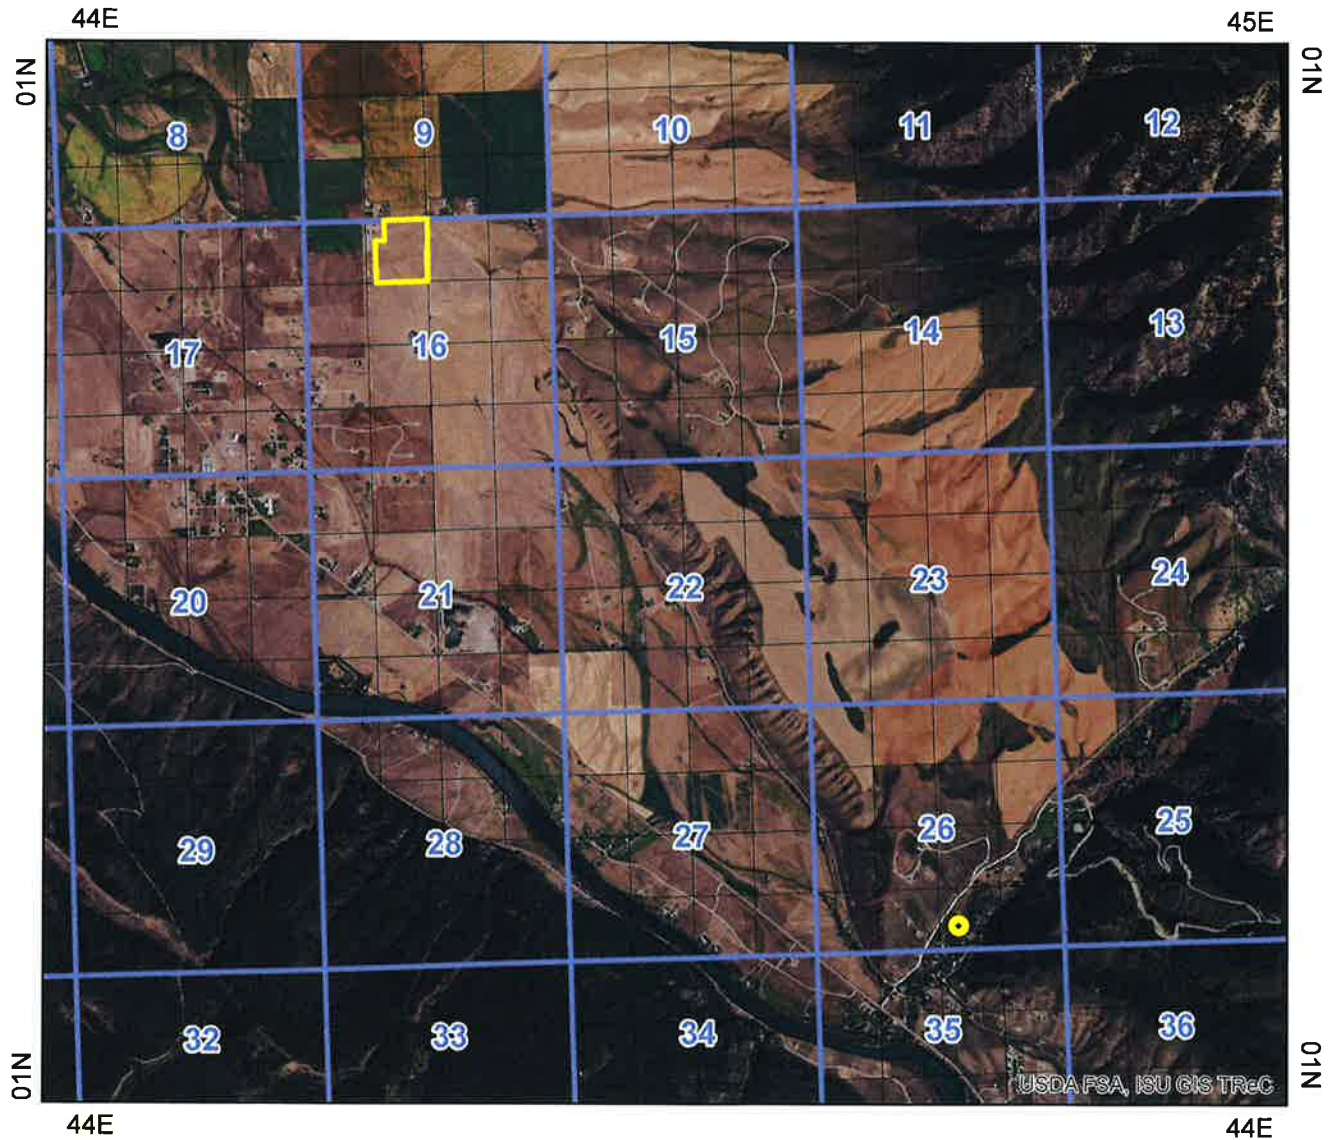 44E 45E
01N 01N
8 9 10 11 12
17 16 15 14 13
20 21 22 23 24
29 28 27 26 25
32 33 34 35 36
USDA FSA, ISU GIS TReC
01N 01N
44E 44E